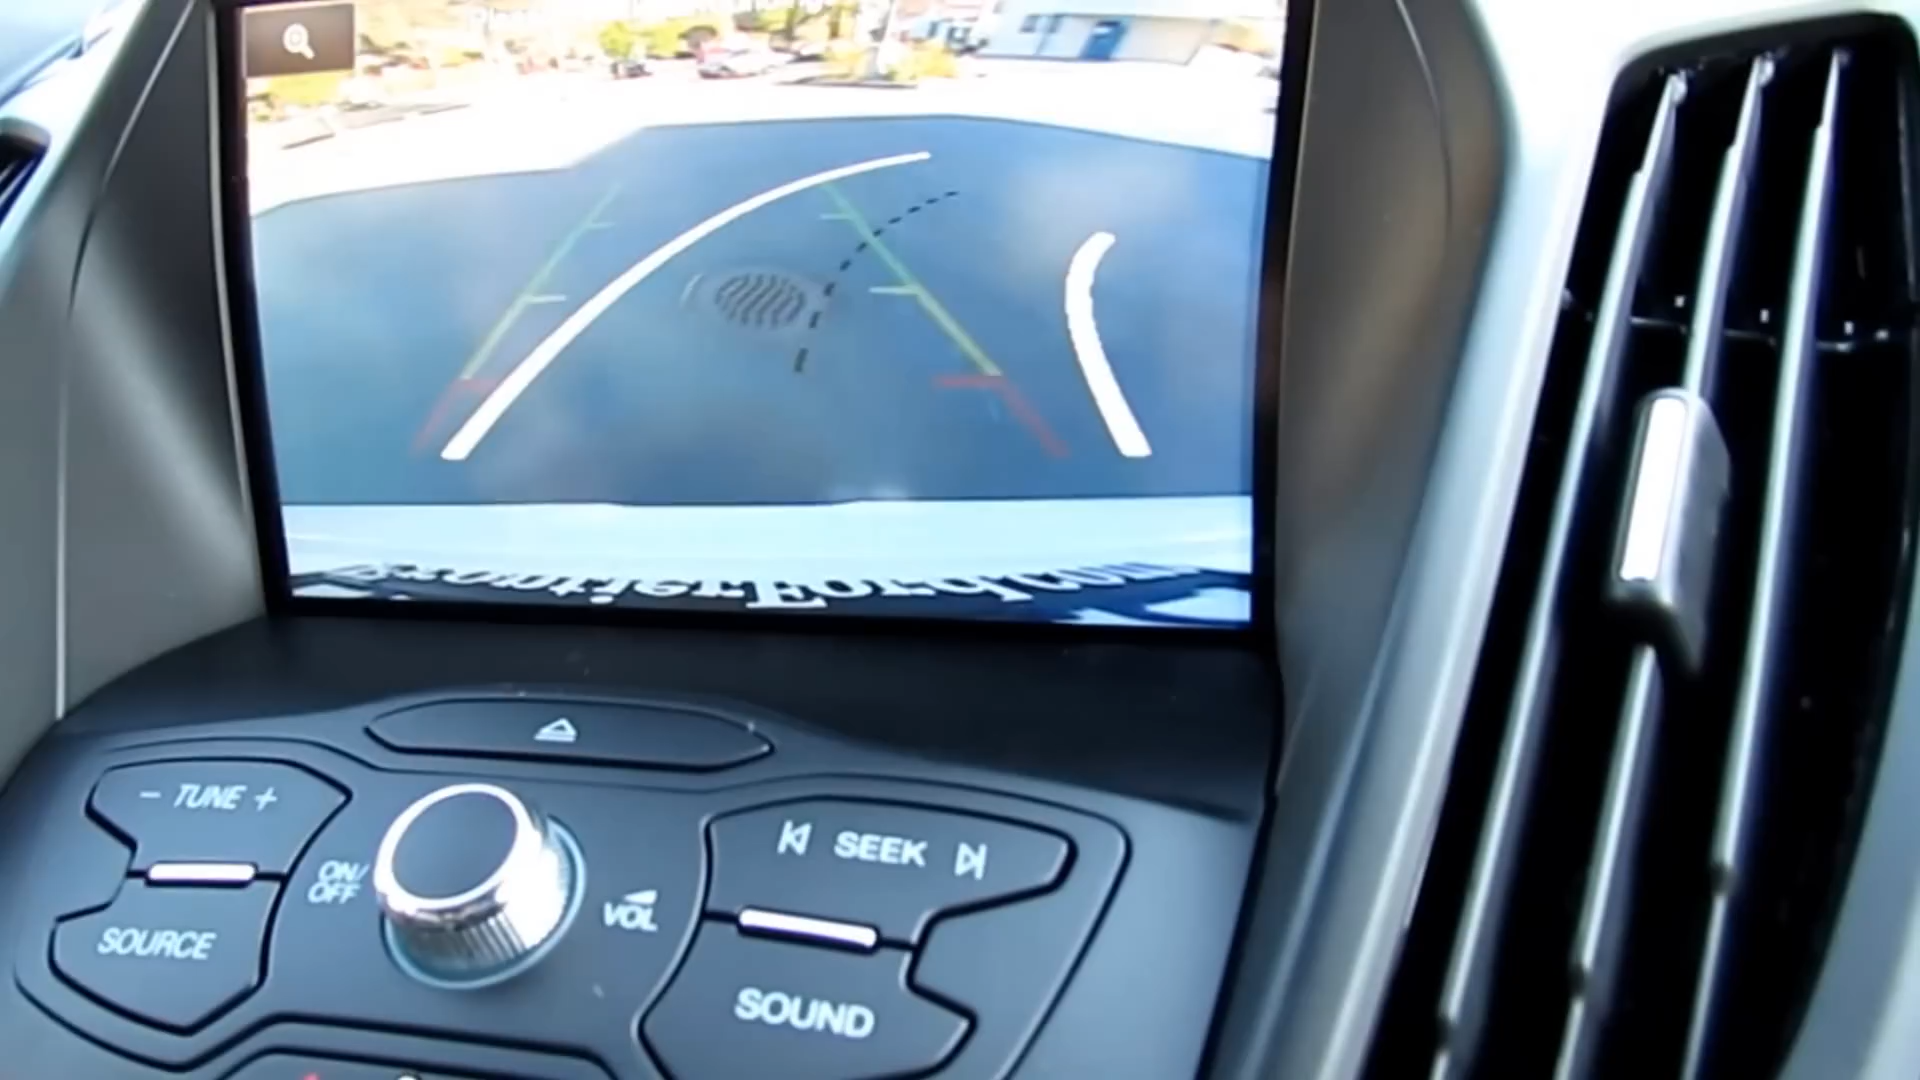 - TUNE +
ON/
OFF
VOL
SEEK
SOURCE
SOUND